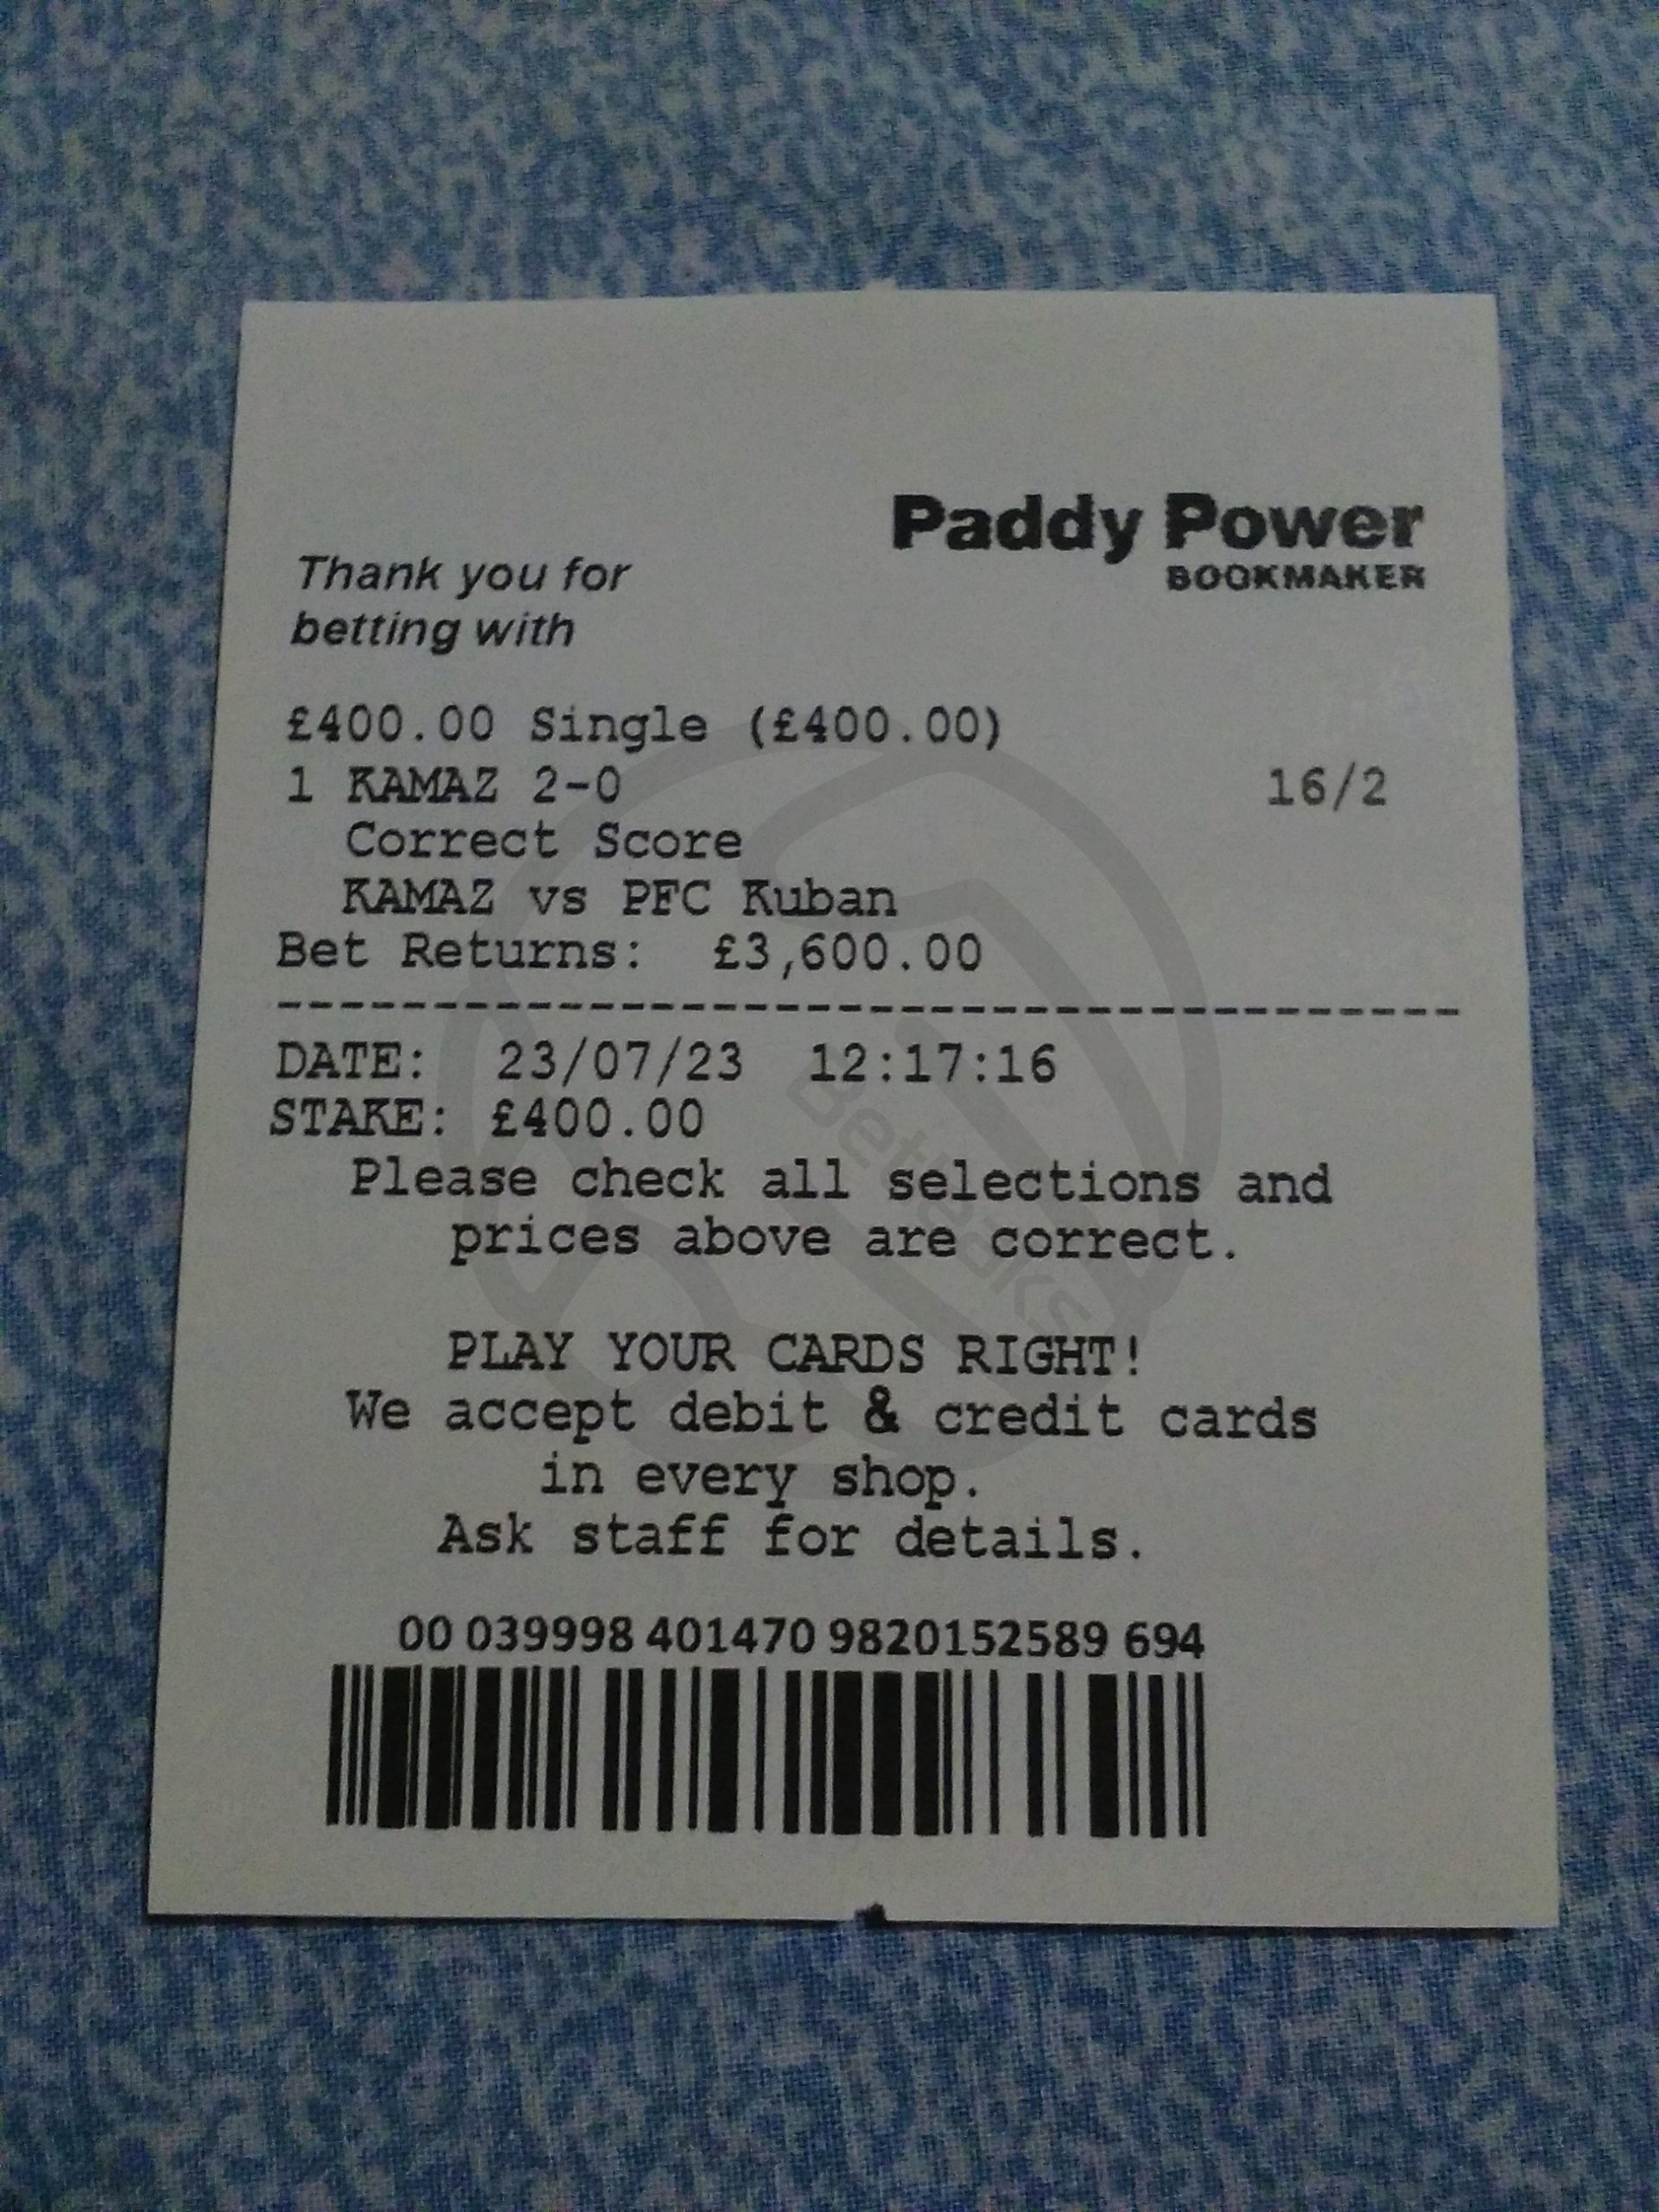 Paddy Power
BOOKMAKER
Thank you for
betting with
£400.00 Single (£400.00)
1 KAMAZ 2-0 16/2
Correct Score
KAMAZ vs PFC Kuban
Bet Returns: £3,600.00
----------------------------------
DATE: 23/07/23 12:17:16
STAKE: £400.00
Please check all selections and
prices above are correct.
PLAY YOUR CARDS RIGHT!
We accept debit & credit cards
in every shop.
Ask staff for details.
00 039998 401470 9820152589 694